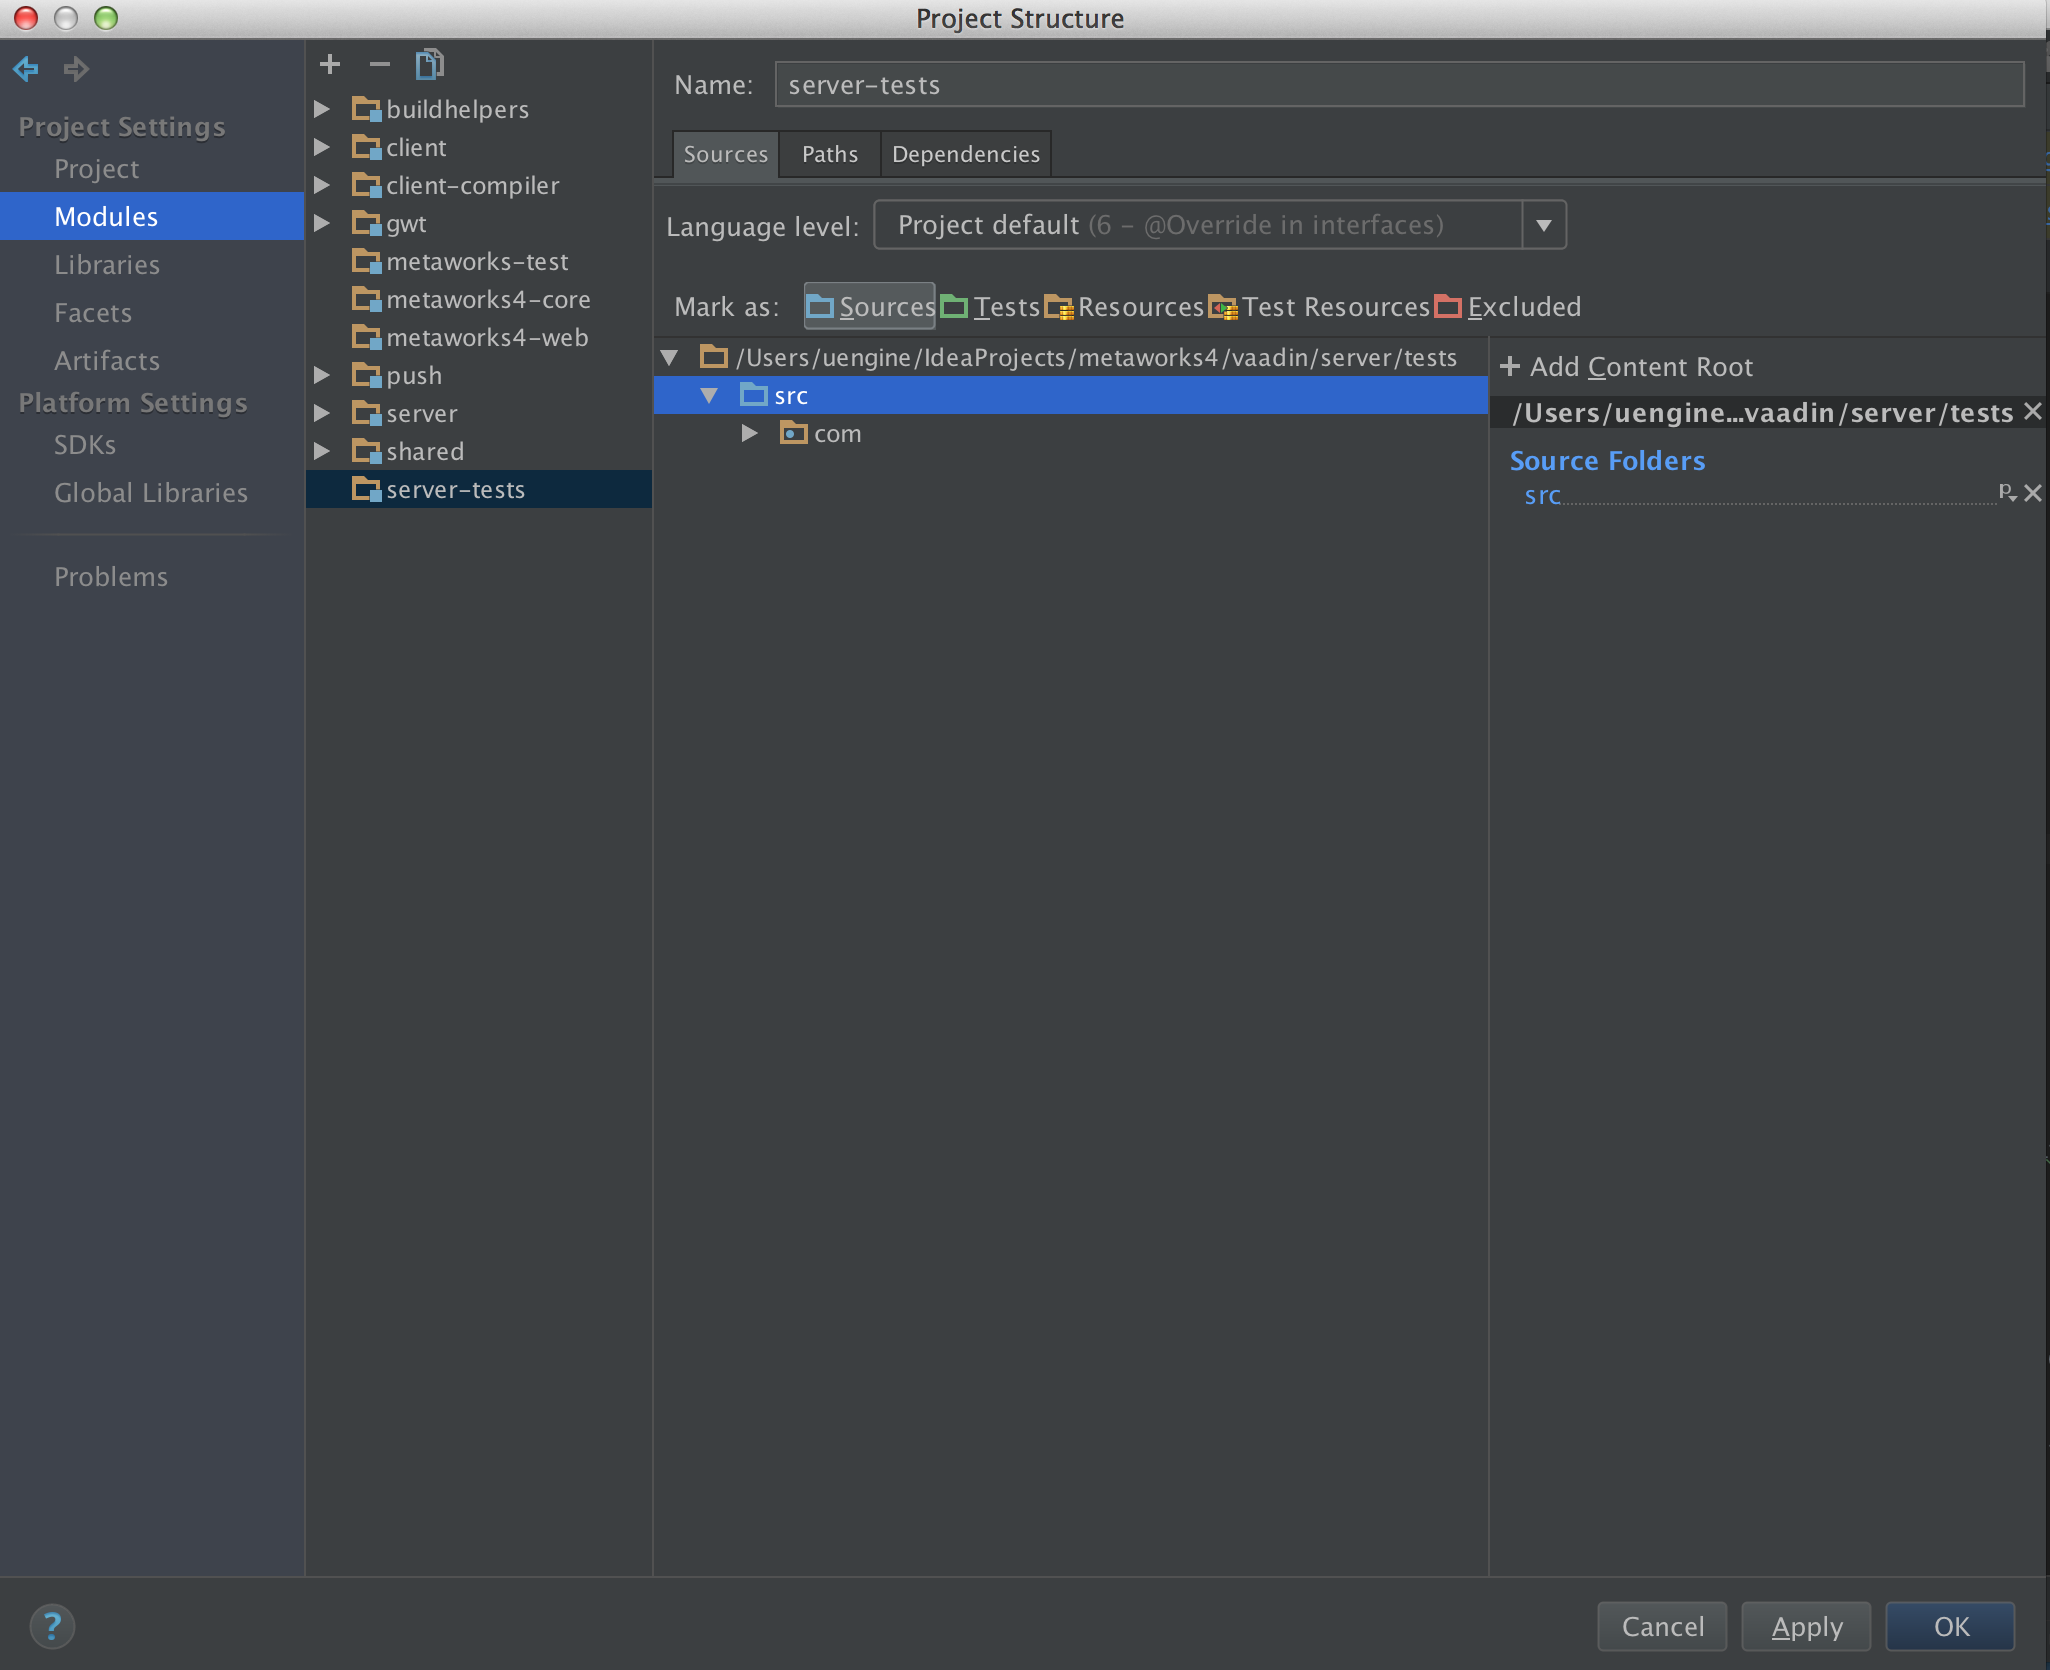 Project Structure
Project Settings
Project
Modules
Libraries
Facets
Artifacts
Platform Settings
SDKs
Global Libraries
Problems
buildhelpers
client
client-compiler
gwt
metaworks-test
metaworks4-core
metaworks4-web
push
server
shared
server-tests
Name: server-tests
Sources Paths Dependencies
Language level: Project default (6 - @Override in interfaces)
Mark as: Sources Tests Resources Test Resources Excluded
/Users/uengine/IdeaProjects/metaworks4/vaadin/server/tests
src
com
+ Add Content Root
/Users/uengine...vaadin/server/tests
Source Folders
src
?
Cancel Apply OK